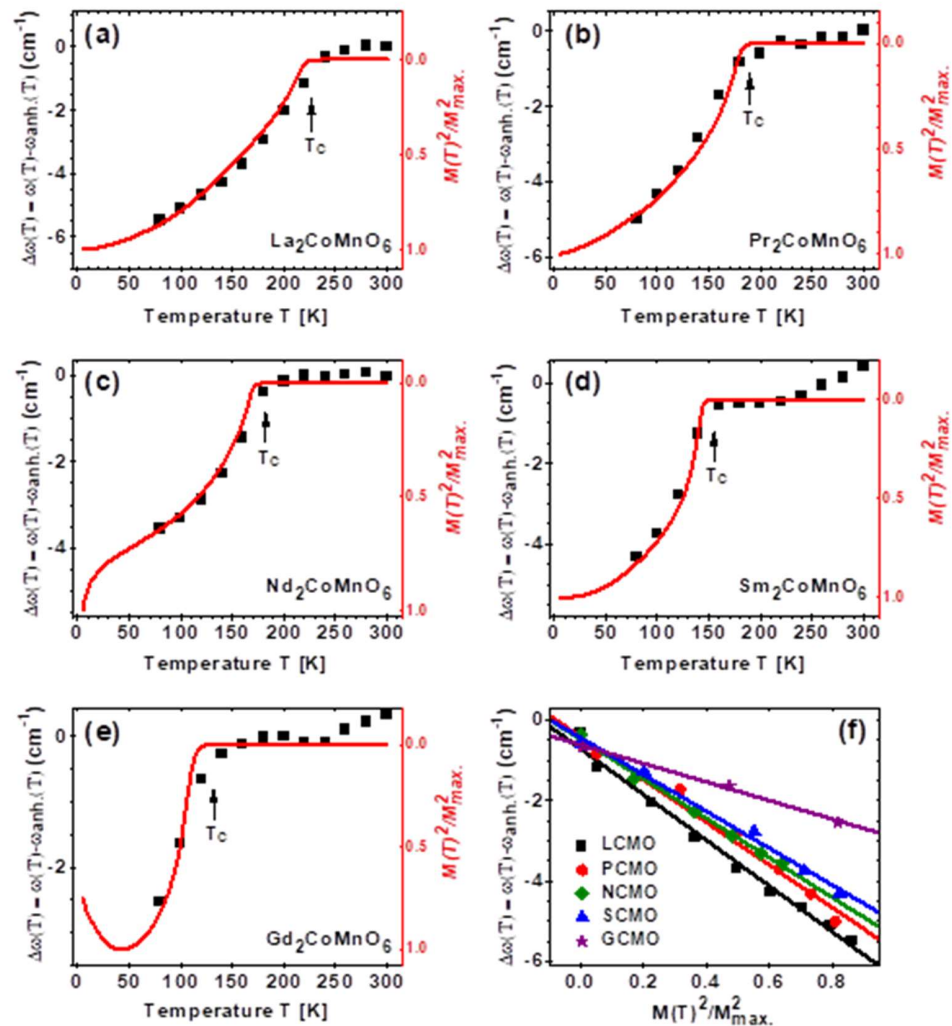 (a)
Δω(T) = ω(T)-ωanh.(T) (cm⁻¹)
0
-2
-4
-6
0.0
0.5
1.0
M(T)²/M²max.
Tc
La₂CoMnO₆
0 50 100 150 200 250 300
Temperature T [K]
(b)
Δω(T) = ω(T)-ωanh.(T) (cm⁻¹)
0
-2
-4
-6
0.0
0.5
1.0
M(T)²/M²max.
Tc
Pr₂CoMnO₆
0 50 100 150 200 250 300
Temperature T [K]
(c)
Δω(T) = ω(T)-ωanh.(T) (cm⁻¹)
0
-2
-4
0.0
0.5
1.0
M(T)²/M²max.
Tc
Nd₂CoMnO₆
0 50 100 150 200 250 300
Temperature T [K]
(d)
Δω(T) = ω(T)-ωanh.(T) (cm⁻¹)
0
-2
-4
0.0
0.5
1.0
M(T)²/M²max.
Tc
Sm₂CoMnO₆
0 50 100 150 200 250 300
Temperature T [K]
(e)
Δω(T) = ω(T)-ωanh.(T) (cm⁻¹)
0
-2
0.0
0.5
1.0
M(T)²/M²max.
Tc
Gd₂CoMnO₆
0 50 100 150 200 250 300
Temperature T [K]
(f)
Δω(T) = ω(T)-ωanh.(T) (cm⁻¹)
0
-2
-4
-6
LCMO
PCMO
NCMO
SCMO
GCMO
0.0 0.2 0.4 0.6 0.8
M(T)²/M²max.